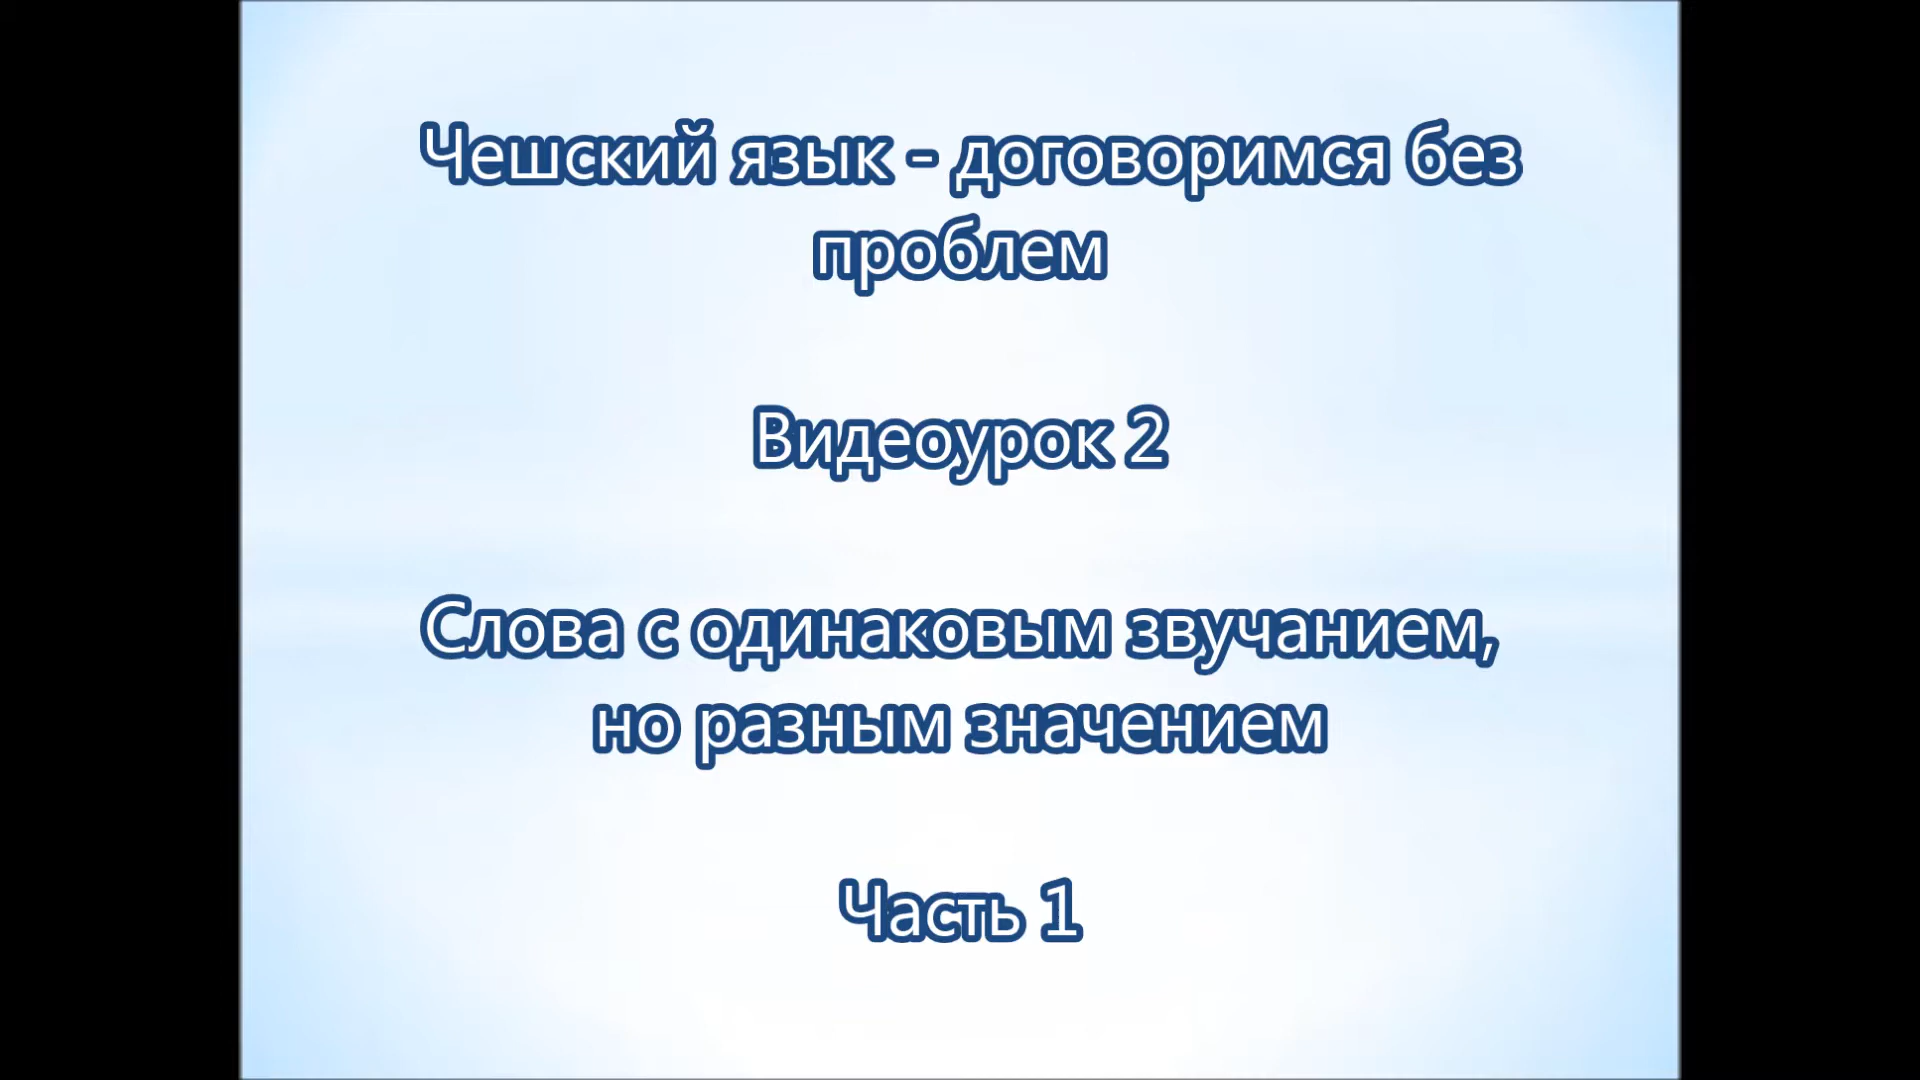 Чешский язык - договоримся без
проблем
Видеоурок 2
Слова с одинаковым звучанием,
но разным значением
Часть 1